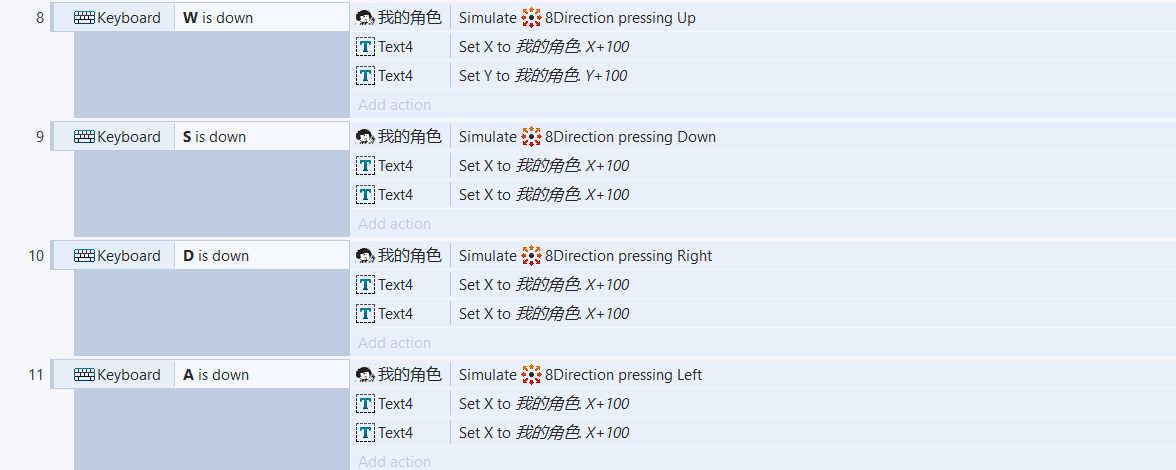 8 Keyboard W is down 我的角色 Simulate 8Direction pressing Up
T Text4 Set X to 我的角色. X+100
T Text4 Set Y to 我的角色. Y+100
Add action
9 Keyboard S is down 我的角色 Simulate 8Direction pressing Down
T Text4 Set X to 我的角色. X+100
T Text4 Set X to 我的角色. X+100
Add action
10 Keyboard D is down 我的角色 Simulate 8Direction pressing Right
T Text4 Set X to 我的角色. X+100
T Text4 Set X to 我的角色. X+100
Add action
11 Keyboard A is down 我的角色 Simulate 8Direction pressing Left
T Text4 Set X to 我的角色. X+100
T Text4 Set X to 我的角色. X+100
Add action